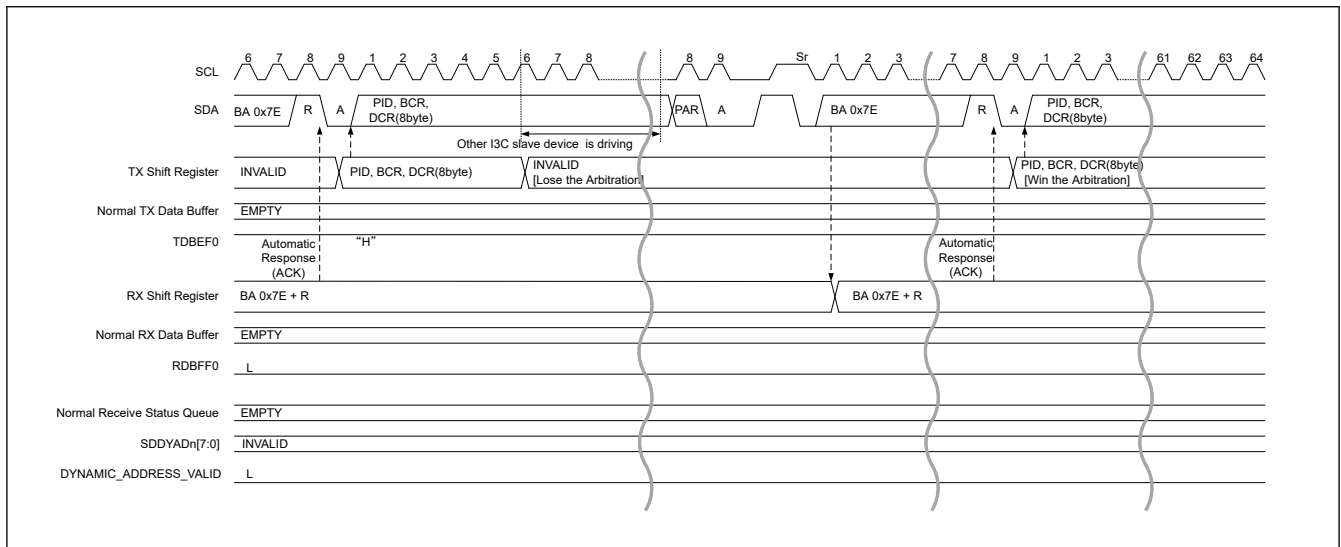 SCL 6 7 8 9 1 2 3 4 5 6 7 8 8 9 Sr 1 2 3 7 8 9 1 2 3 61 62 63 64
SDA BA 0x7E R A PID, BCR, DCR(8byte) PAR A BA 0x7E R A PID, BCR, DCR(8byte)
Other I3C slave device is driving
TX Shift Register INVALID PID, BCR, DCR(8byte) INVALID [Lose the Arbitration] PID, BCR, DCR(8byte) [Win the Arbitration]
Normal TX Data Buffer EMPTY
TDBEF0 "H"
Automatic Response (ACK) Automatic Response (ACK)
RX Shift Register BA 0x7E + R BA 0x7E + R
Normal RX Data Buffer EMPTY
RDBFF0 L
Normal Receive Status Queue EMPTY
SDDYADn[7:0] INVALID
DYNAMIC_ADDRESS_VALID L